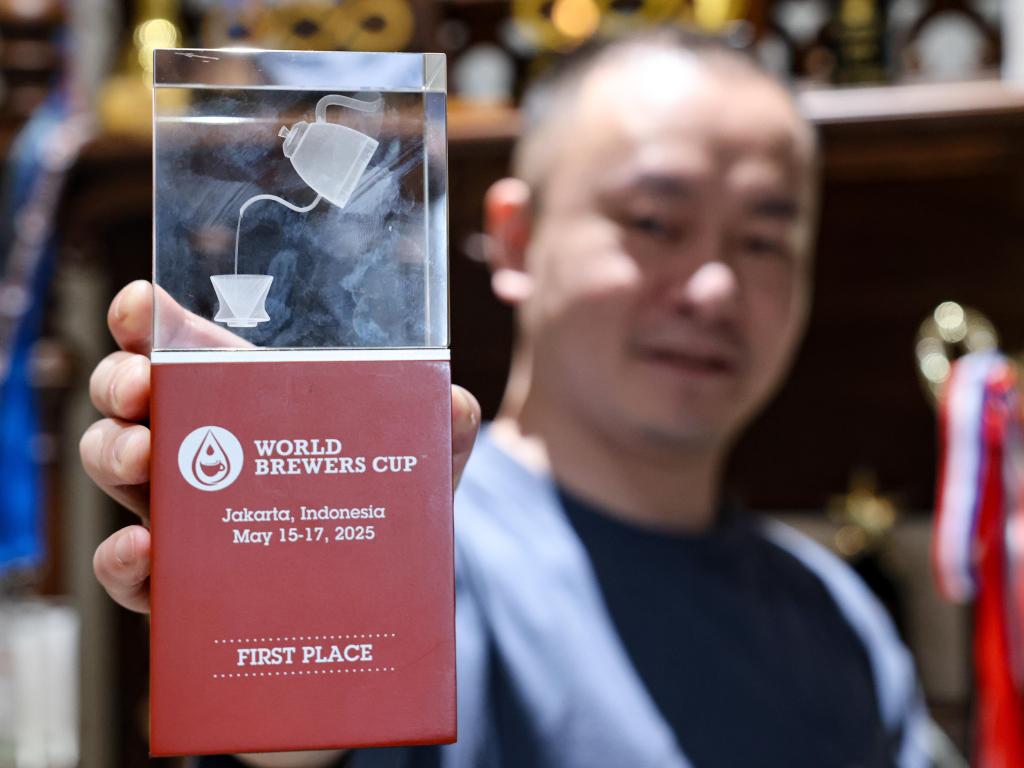 WORLD
BREWERS CUP
Jakarta, Indonesia
May 15-17, 2025
FIRST PLACE